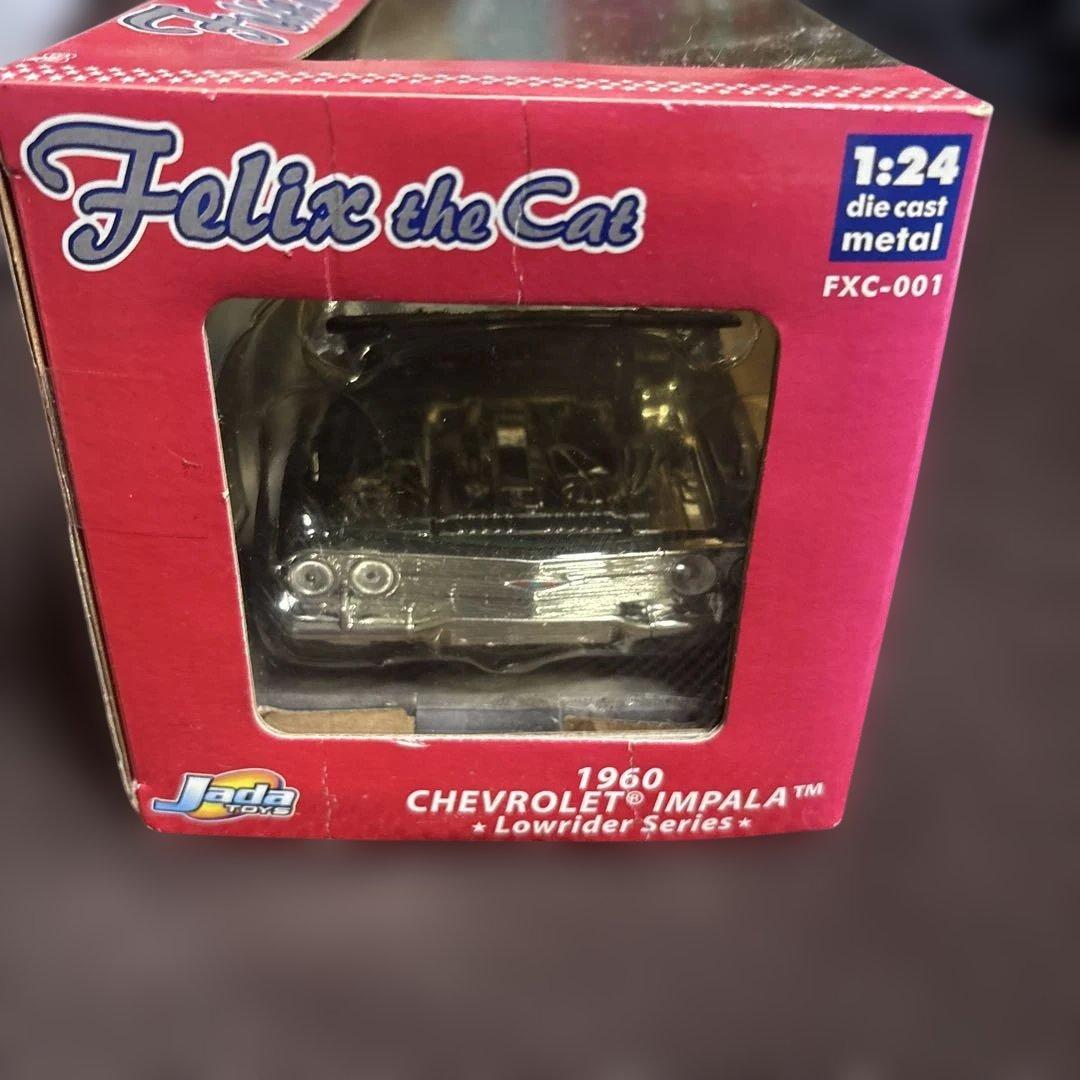 Felix the Cat
1:24
die cast
metal
FXC-001
Jada
TOYS
1960
CHEVROLET® IMPALA™
★ Lowrider Series ★